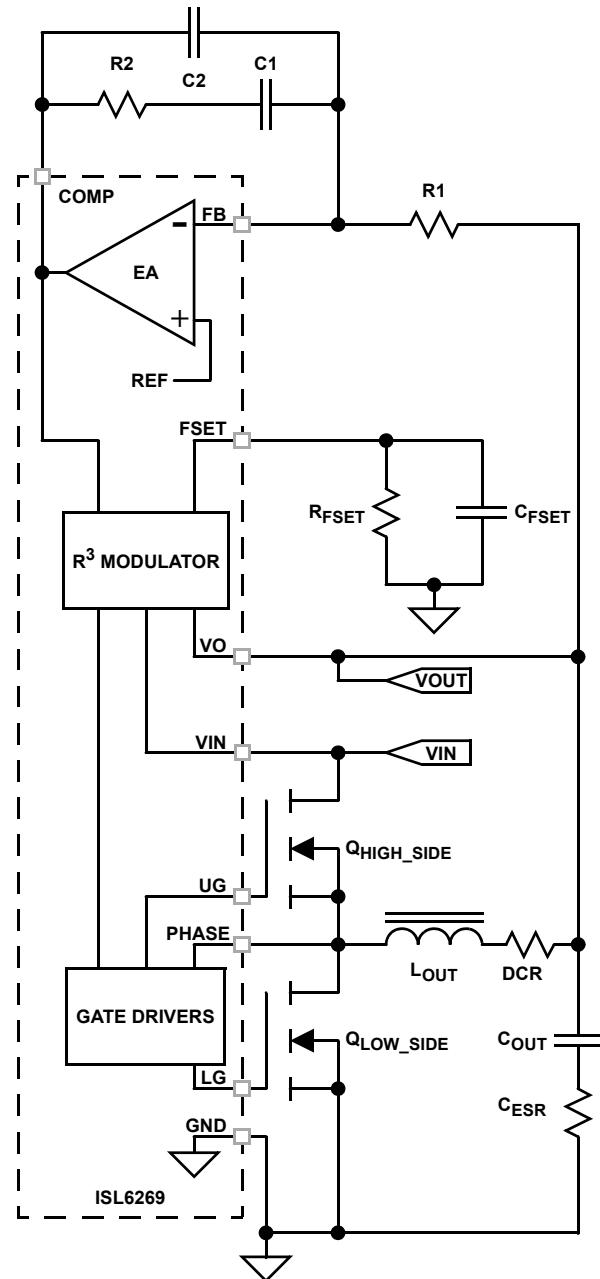 R2
C2
C1
COMP
FB
R1
-
EA
+
REF
FSET
RFSET
CFSET
R3 MODULATOR
VO
VOUT
VIN
VIN
QHIGH_SIDE
UG
PHASE
LOUT
DCR
GATE DRIVERS
QLOW_SIDE
COUT
LG
CESR
GND
ISL6269